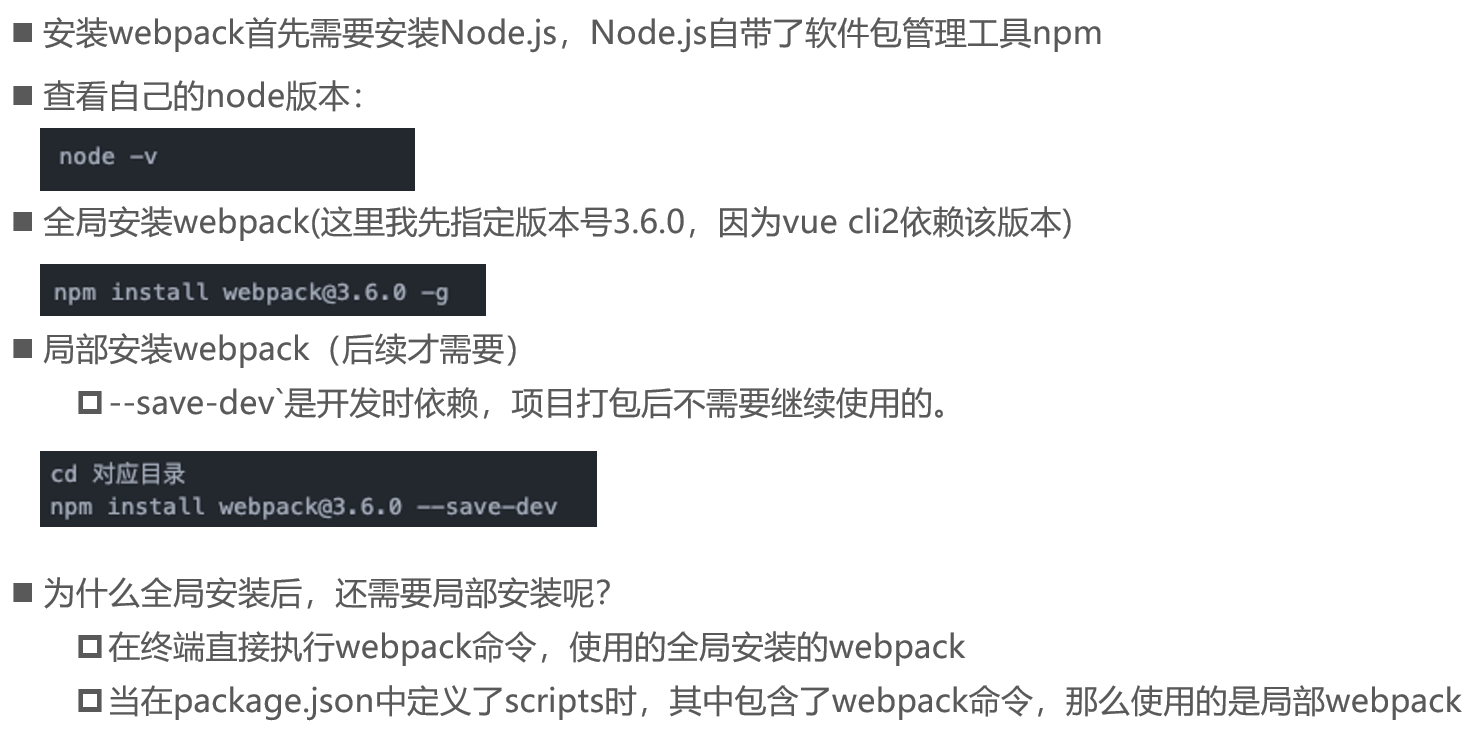 安装webpack首先需要安装Node.js，Node.js自带了软件包管理工具npm
查看自己的node版本：
node -v
全局安装webpack(这里我先指定版本号3.6.0，因为vue cli2依赖该版本)
npm install webpack@3.6.0 -g
局部安装webpack（后续才需要）
--save-dev`是开发时依赖，项目打包后不需要继续使用的。
cd 对应目录
npm install webpack@3.6.0 --save-dev
为什么全局安装后，还需要局部安装呢？
在终端直接执行webpack命令，使用的全局安装的webpack
当在package.json中定义了scripts时，其中包含了webpack命令，那么使用的是局部webpack